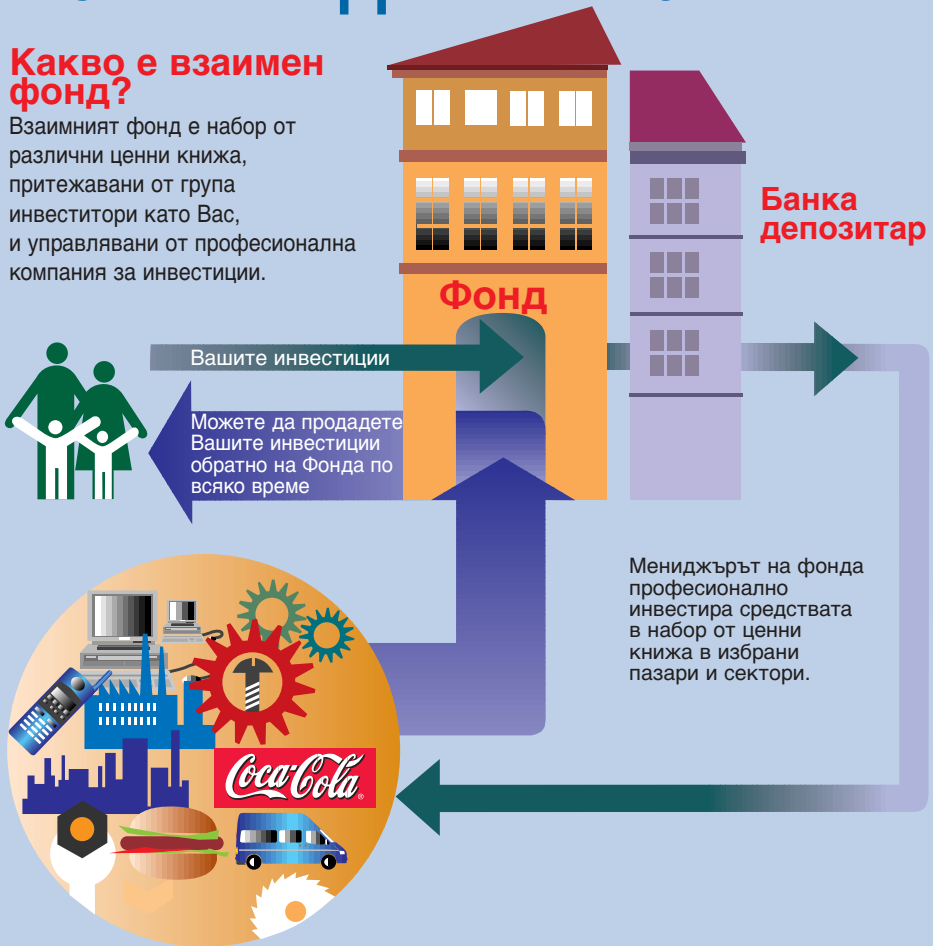 Какво е взаимен
фонд?
Взаимният фонд е набор от
различни ценни книжа,
притежавани от група
инвеститори като Вас,
и управлявани от професионална
компания за инвестиции.
Банка
депозитар
Фонд
Вашите инвестиции
Можете да продадете
Вашите инвестиции
обратно на Фонда по
всяко време
Мениджърът на фонда
професионално
инвестира средствата
в набор от ценни
книжа в избрани
пазари и сектори.
Coca-Cola®